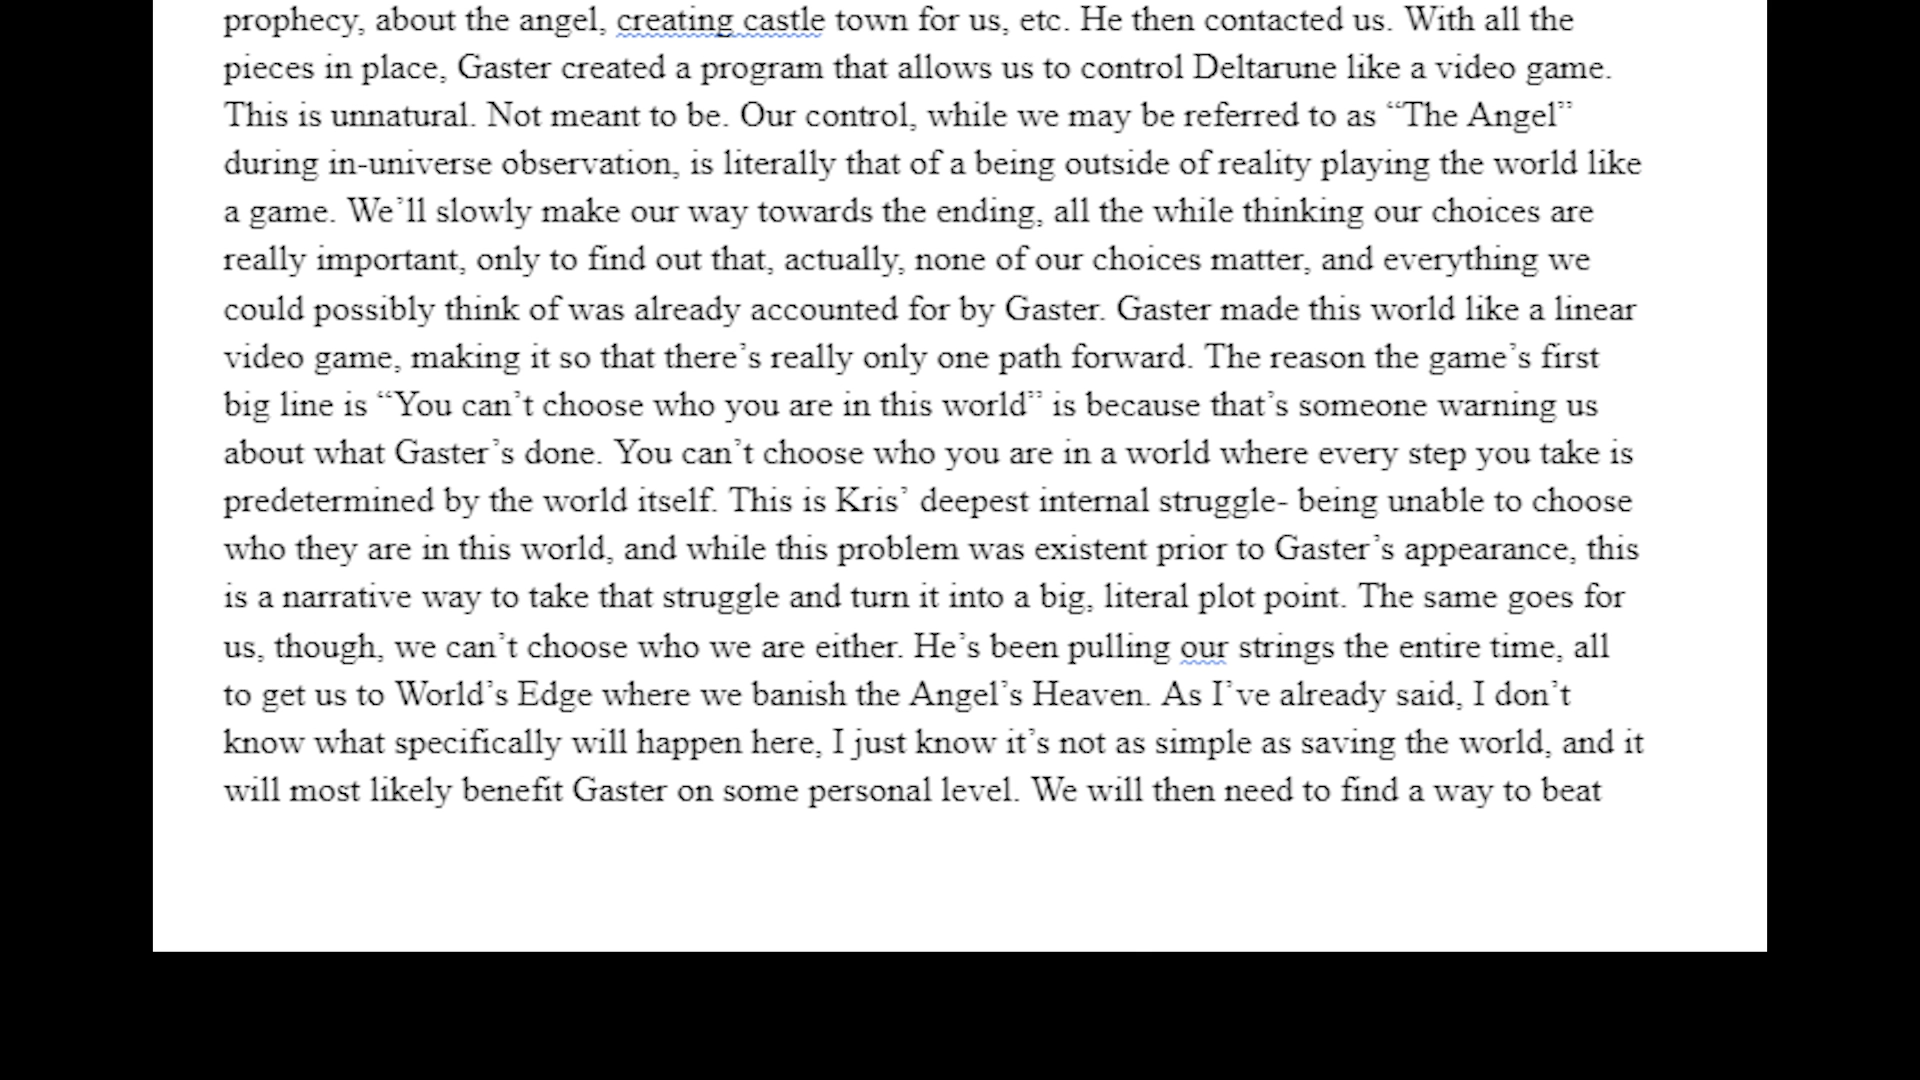 prophecy, about the angel, creating castle town for us, etc. He then contacted us. With all the
pieces in place, Gaster created a program that allows us to control Deltarune like a video game.
This is unnatural. Not meant to be. Our control, while we may be referred to as “The Angel”
during in-universe observation, is literally that of a being outside of reality playing the world like
a game. We’ll slowly make our way towards the ending, all the while thinking our choices are
really important, only to find out that, actually, none of our choices matter, and everything we
could possibly think of was already accounted for by Gaster. Gaster made this world like a linear
video game, making it so that there’s really only one path forward. The reason the game’s first
big line is “You can’t choose who you are in this world” is because that’s someone warning us
about what Gaster’s done. You can’t choose who you are in a world where every step you take is
predetermined by the world itself. This is Kris’ deepest internal struggle- being unable to choose
who they are in this world, and while this problem was existent prior to Gaster’s appearance, this
is a narrative way to take that struggle and turn it into a big, literal plot point. The same goes for
us, though, we can’t choose who we are either. He’s been pulling our strings the entire time, all
to get us to World’s Edge where we banish the Angel’s Heaven. As I’ve already said, I don’t
know what specifically will happen here, I just know it’s not as simple as saving the world, and it
will most likely benefit Gaster on some personal level. We will then need to find a way to beat